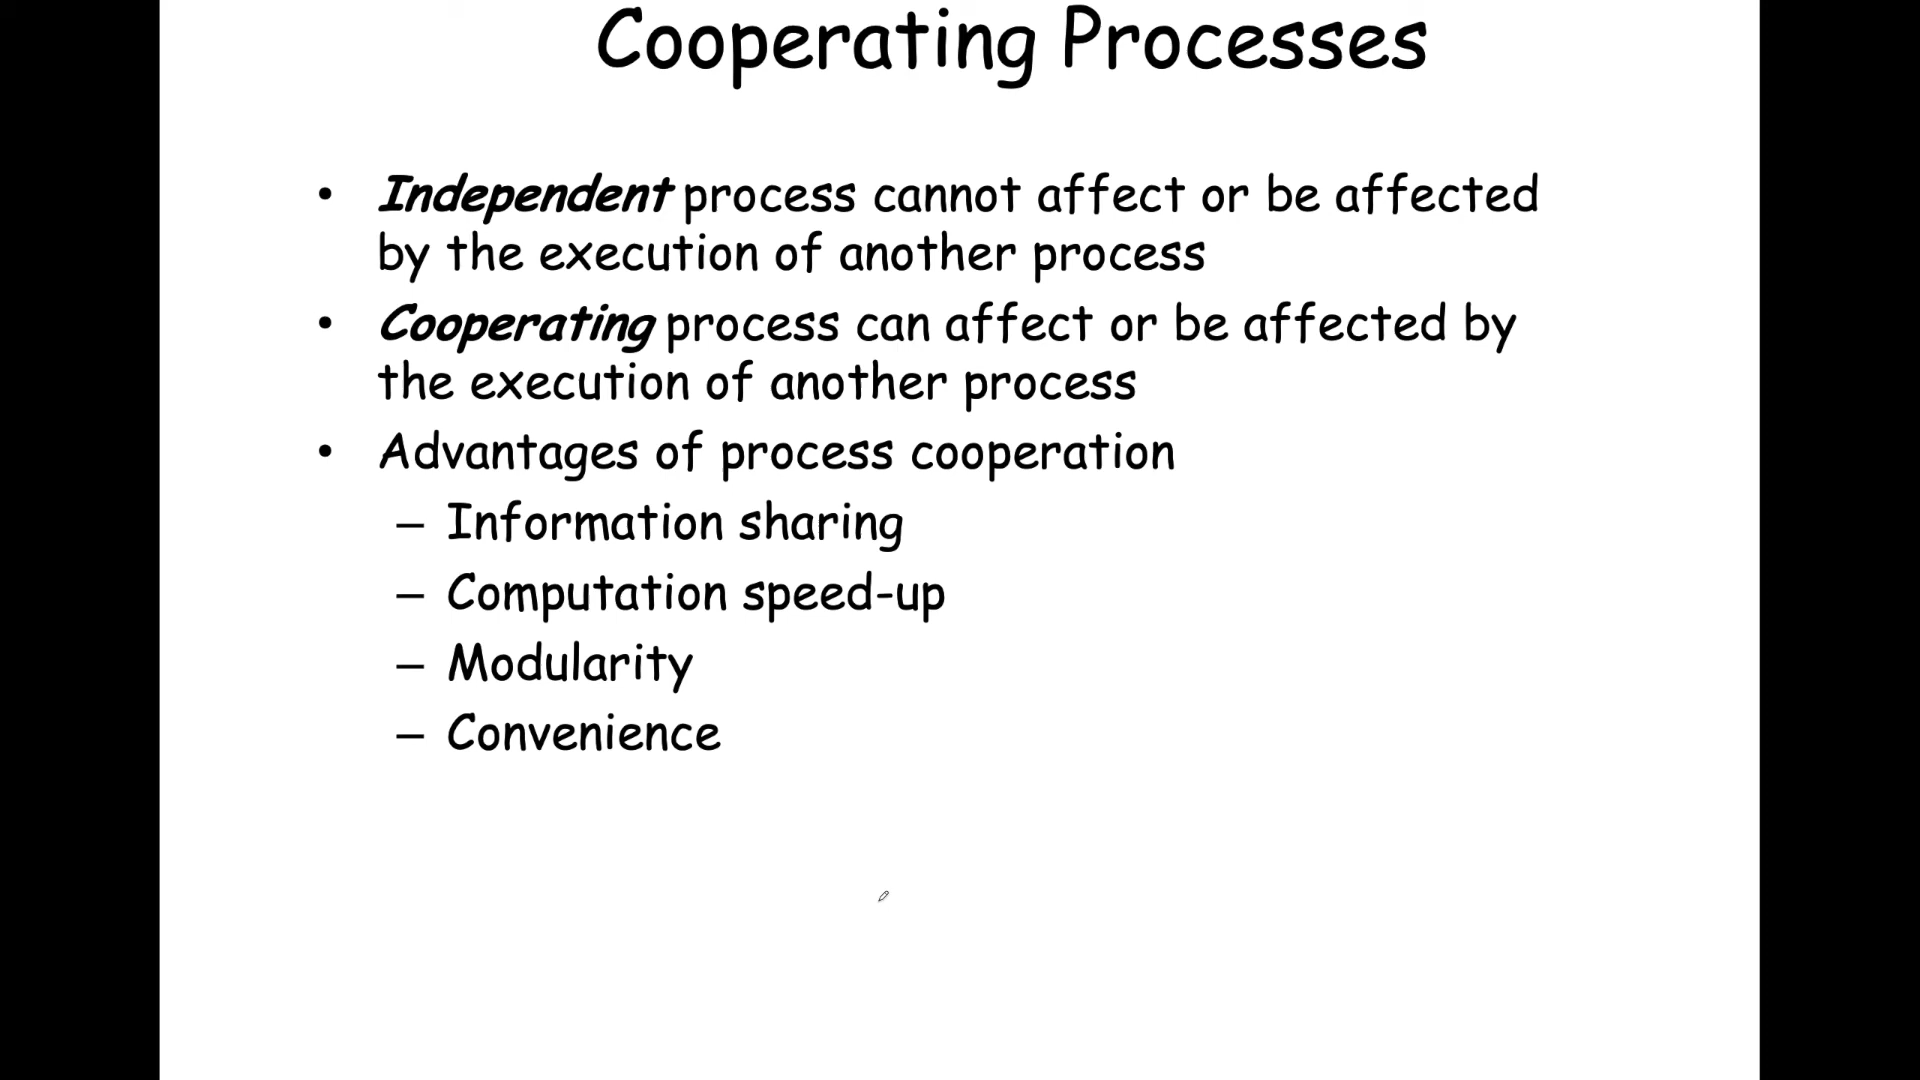 Cooperating Processes
• Independent process cannot affect or be affected
by the execution of another process
• Cooperating process can affect or be affected by
the execution of another process
• Advantages of process cooperation
– Information sharing
– Computation speed-up
– Modularity
– Convenience